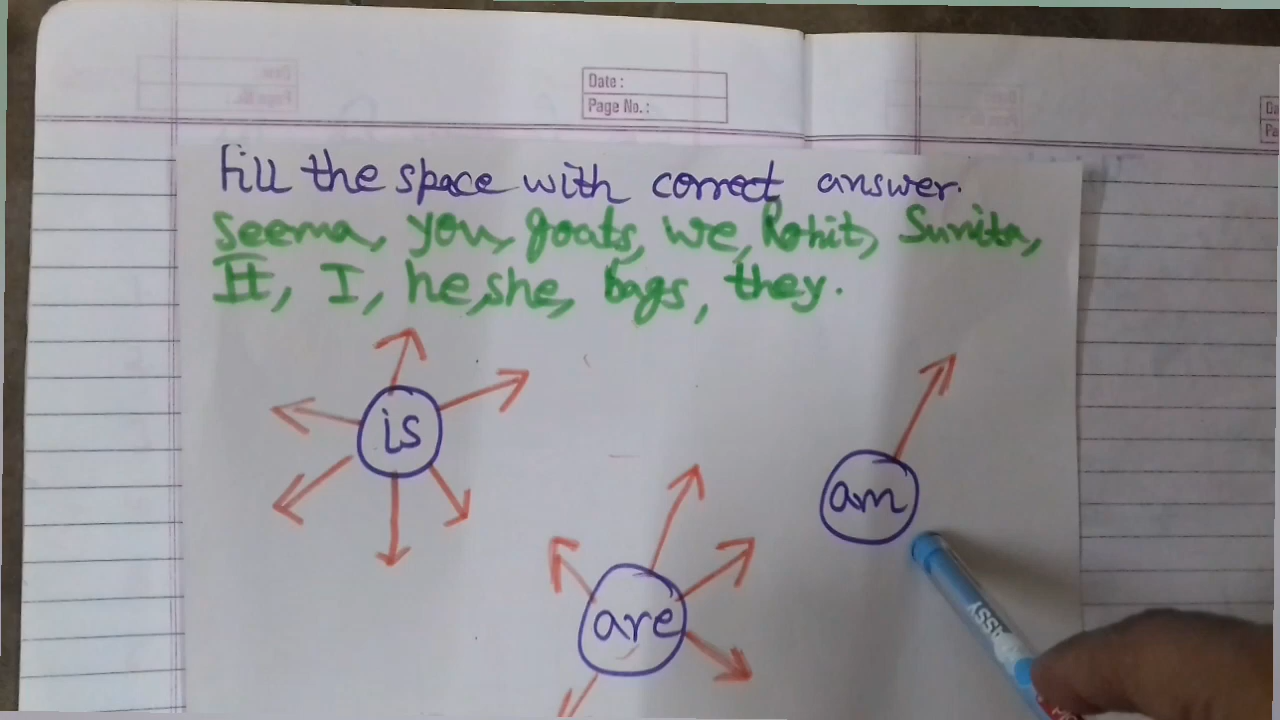 Date :
Page No. :
Fill the space with correct answer.
Seema, you, goats, we, Rohit, Sunita,
It, I, he, she, bags, they.
is
am
are